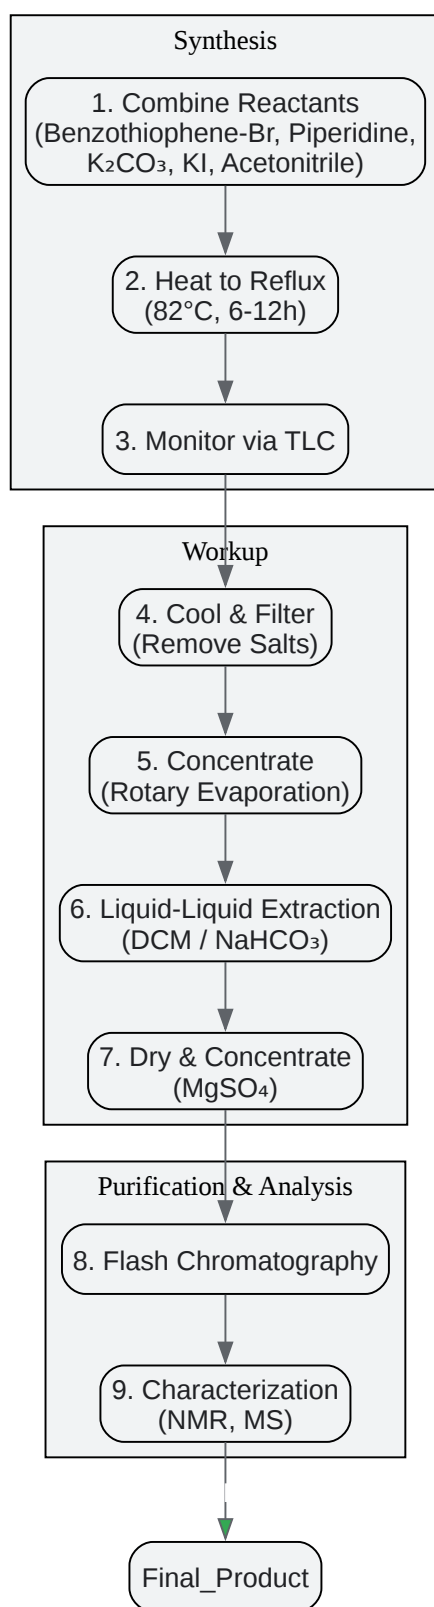 Synthesis
1. Combine Reactants
(Benzothiophene-Br, Piperidine,
K₂CO₃, KI, Acetonitrile)
2. Heat to Reflux
(82°C, 6-12h)
3. Monitor via TLC
Workup
4. Cool & Filter
(Remove Salts)
5. Concentrate
(Rotary Evaporation)
6. Liquid-Liquid Extraction
(DCM / NaHCO₃)
7. Dry & Concentrate
(MgSO₄)
Purification & Analysis
8. Flash Chromatography
9. Characterization
(NMR, MS)
Final_Product